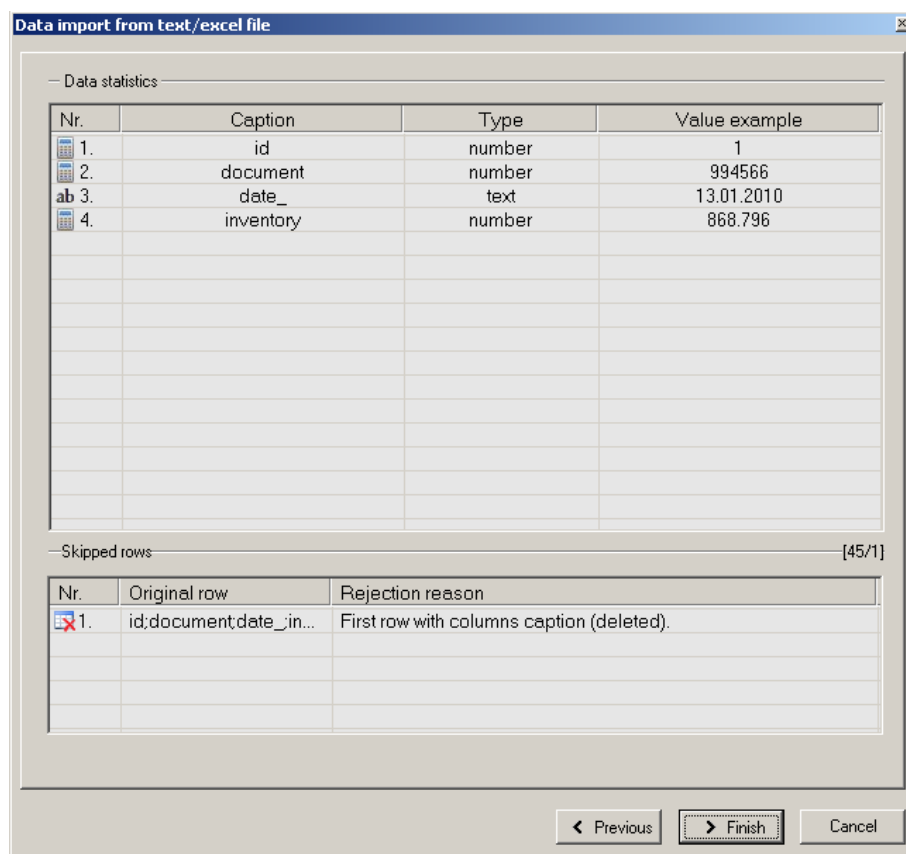 Data import from text/excel file
Data statistics
Nr. Caption Type Value example
1. id number 1
2. document number 994566
ab 3. date_ text 13.01.2010
4. inventory number 868.796
Skipped rows [45/1]
Nr. Original row Rejection reason
1. id;document;date_;in... First row with columns caption (deleted).
Previous Finish Cancel